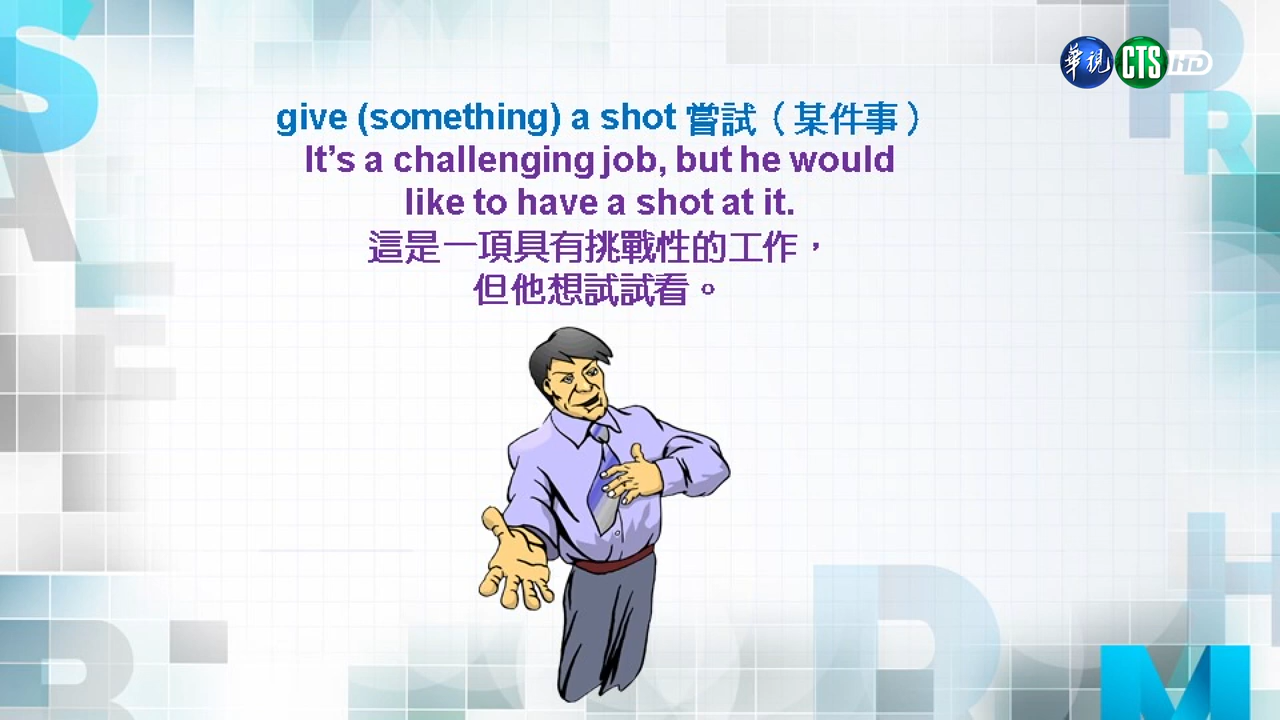 華視 CTS HD
give (something) a shot 嘗試（某件事）
It’s a challenging job, but he would
like to have a shot at it.
這是一項具有挑戰性的工作，
但他想試試看。